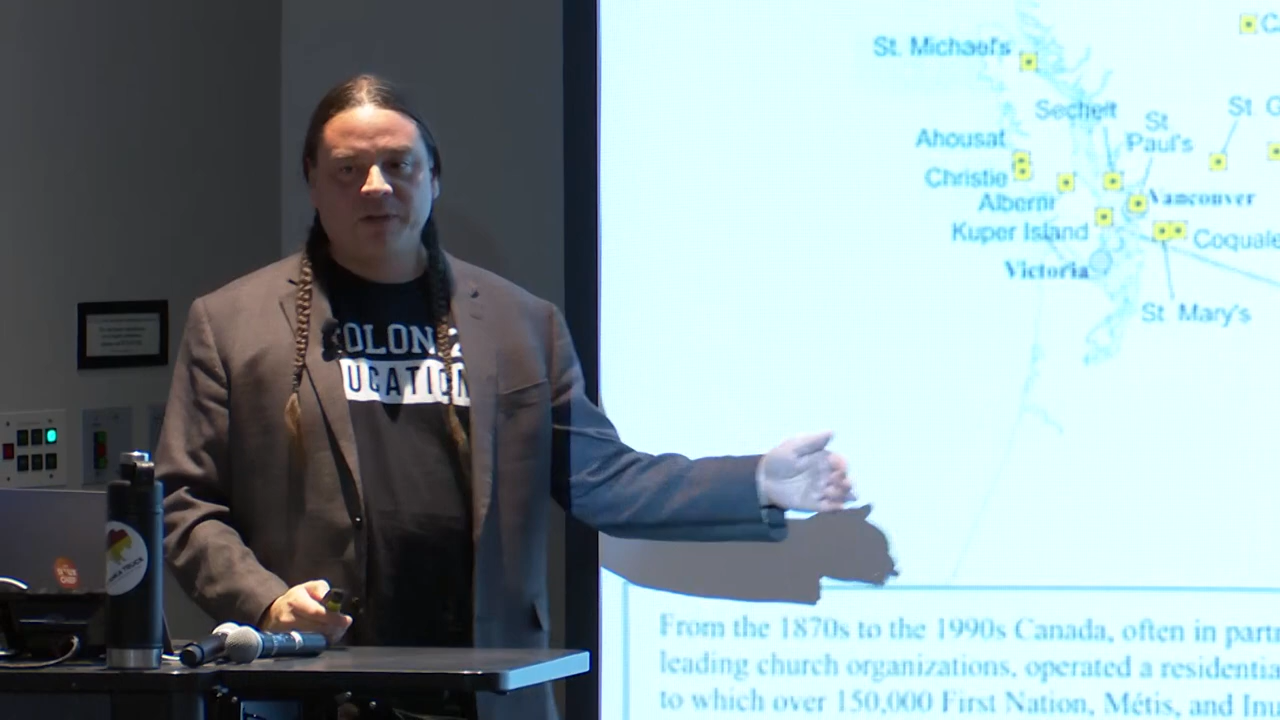 St. Michael's
Sechelt
St
Paul's
St. G
Ahousat
Christie
Alberni
Vancouver
Kuper Island
Coquale
Victoria
St. Mary's
OLONIZ
UCATION
From the 1870s to the 1990s Canada, often in part
leading church organizations, operated a residentia
to which over 150,000 First Nation, Métis, and Inu